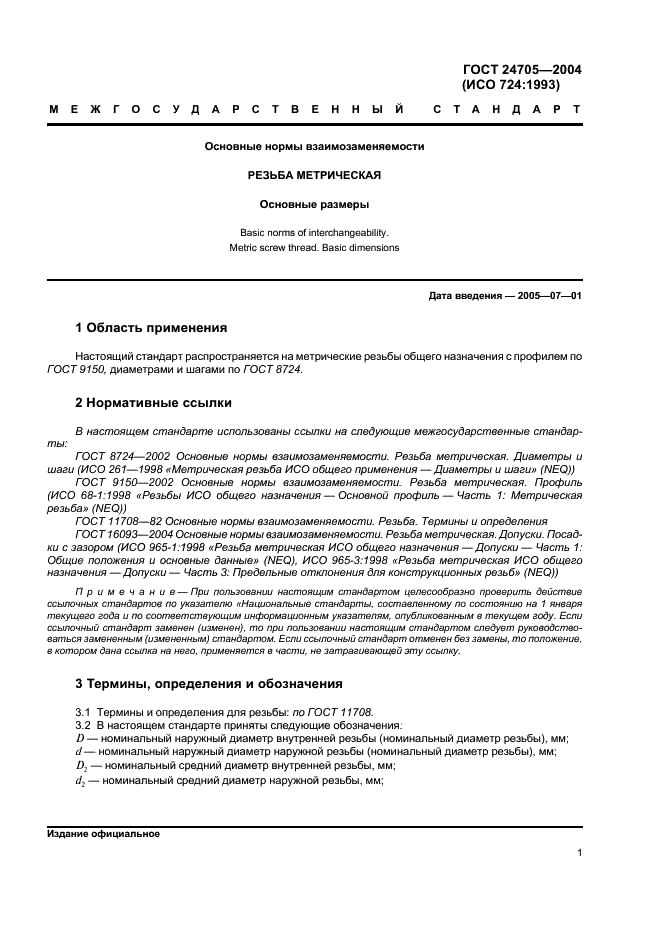 ГОСТ 24705—2004
(ИСО 724:1993)
МЕЖГОСУДАРСТВЕННЫЙ СТАНДАРТ
Основные нормы взаимозаменяемости
РЕЗЬБА МЕТРИЧЕСКАЯ
Основные размеры
Basic norms of interchangeability.
Metric screw thread. Basic dimensions
Дата введения — 2005—07—01
1 Область применения
Настоящий стандарт распространяется на метрические резьбы общего назначения с профилем по
ГОСТ 9150, диаметрами и шагами по ГОСТ 8724.
2 Нормативные ссылки
В настоящем стандарте использованы ссылки на следующие межгосударственные стандар-
ты:
ГОСТ 8724—2002 Основные нормы взаимозаменяемости. Резьба метрическая. Диаметры и
шаги (ИСО 261—1998 «Метрическая резьба ИСО общего применения — Диаметры и шаги» (NEQ))
ГОСТ 9150—2002 Основные нормы взаимозаменяемости. Резьба метрическая. Профиль
(ИСО 68-1:1998 «Резьбы ИСО общего назначения — Основной профиль — Часть 1: Метрическая
резьба» (NEQ))
ГОСТ 11708—82 Основные нормы взаимозаменяемости. Резьба. Термины и определения
ГОСТ 16093—2004 Основные нормы взаимозаменяемости. Резьба метрическая. Допуски. Посад-
ки с зазором (ИСО 965-1:1998 «Резьба метрическая ИСО общего назначения — Допуски — Часть 1:
Общие положения и основные данные» (NEQ), ИСО 965-3:1998 «Резьба метрическая ИСО общего
назначения — Допуски — Часть 3: Предельные отклонения для конструкционных резьб» (NEQ))
Примечание — При пользовании настоящим стандартом целесообразно проверить действие
ссылочных стандартов по указателю «Национальные стандарты, составленному по состоянию на 1 января
текущего года и по соответствующим информационным указателям, опубликованным в текущем году. Если
ссылочный стандарт заменен (изменен), то при пользовании настоящим стандартом следует руководство-
ваться замененным (измененным) стандартом. Если ссылочный стандарт отменен без замены, то положение,
в котором дана ссылка на него, применяется в части, не затрагивающей эту ссылку.
3 Термины, определения и обозначения
3.1 Термины и определения для резьбы: по ГОСТ 11708.
3.2 В настоящем стандарте приняты следующие обозначения:
D — номинальный наружный диаметр внутренней резьбы (номинальный диаметр резьбы), мм;
d — номинальный наружный диаметр наружной резьбы (номинальный диаметр резьбы), мм;
D₂ — номинальный средний диаметр внутренней резьбы, мм;
d₂ — номинальный средний диаметр наружной резьбы, мм;
Издание официальное
1